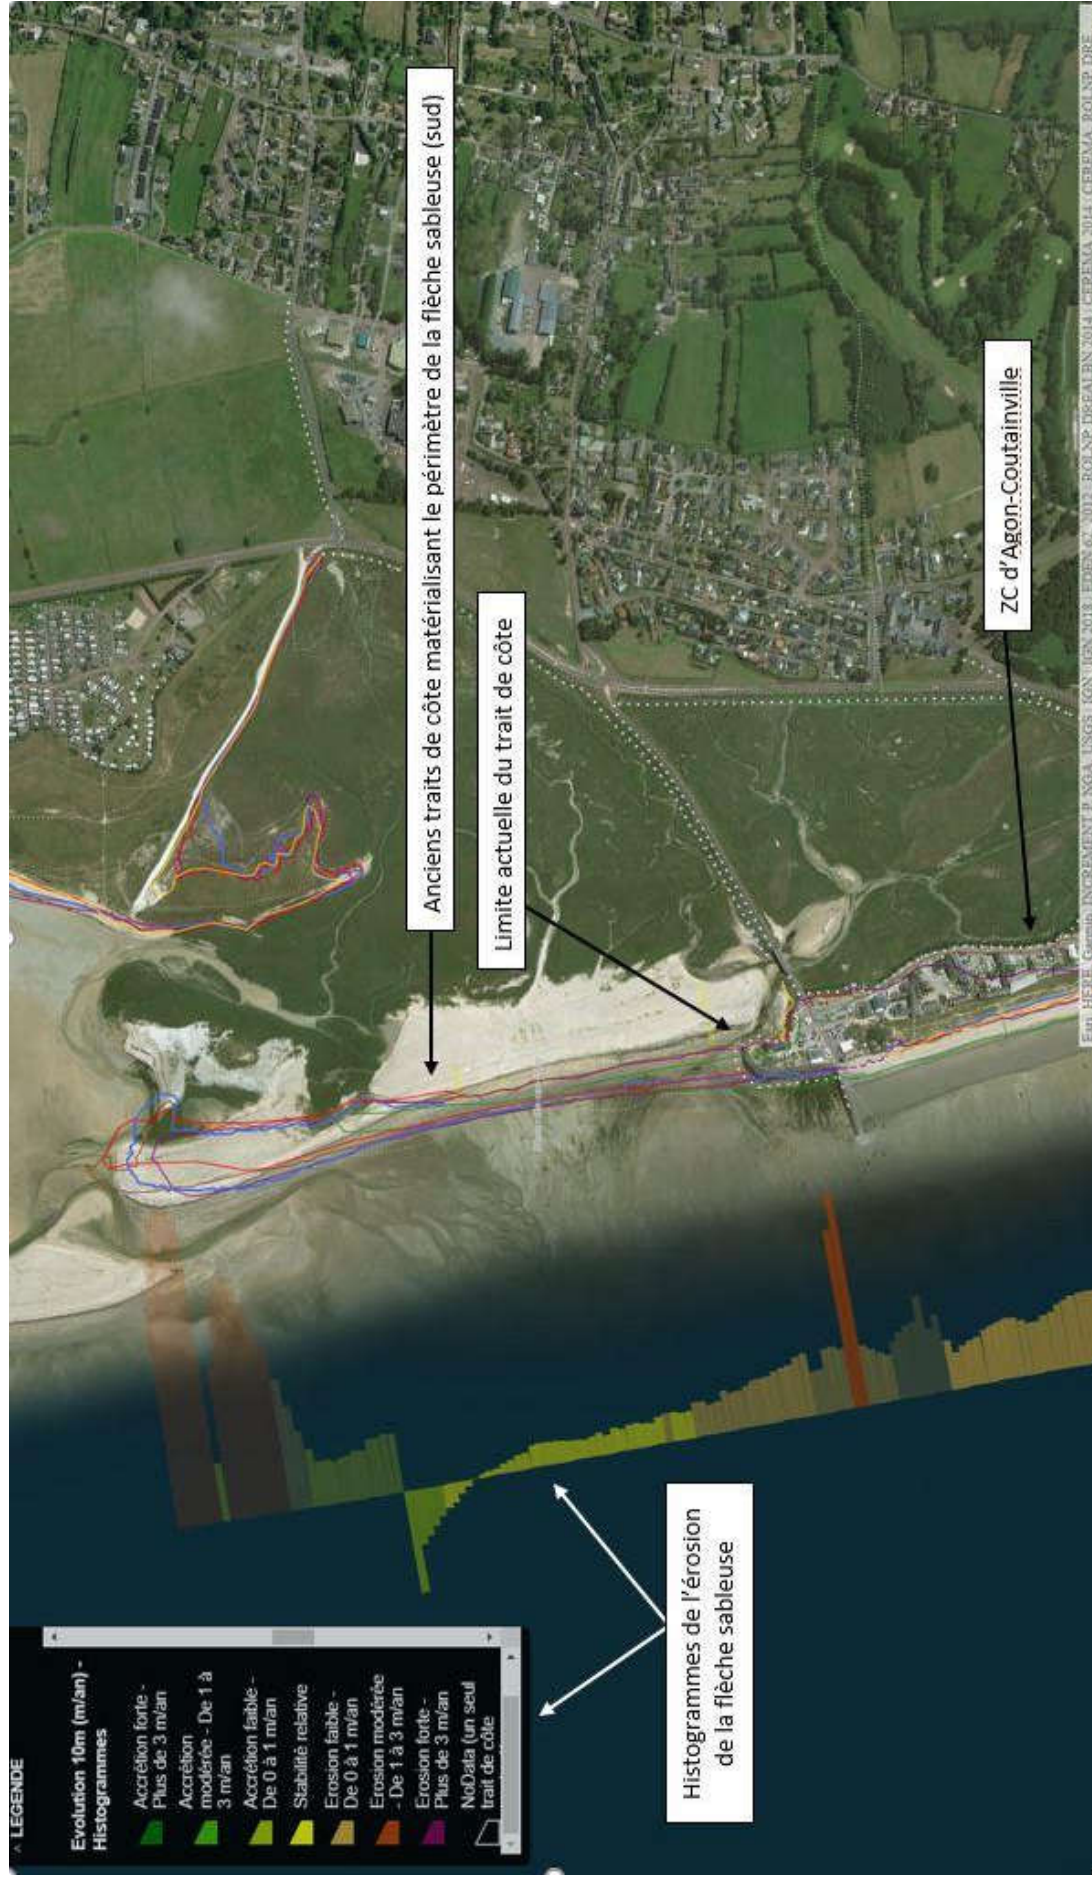 ^ LEGENDE
Evolution 10m (m/an) -
Histogrammes
Accrétion forte -
Plus de 3 m/an
Accrétion
modérée - De 1 à
3 m/an
Accrétion faible -
De 0 à 1 m/an
Stabilité relative
Erosion faible -
De 0 à 1 m/an
Erosion modérée
- De 1 à 3 m/an
Erosion forte -
Plus de 3 m/an
NoData (un seul
trait de côte
Histogrammes de l'érosion
de la flèche sableuse
Anciens traits de côte matérialisant le périmètre de la flèche sableuse (sud)
Limite actuelle du trait de côte
ZC d'Agon-Coutainville